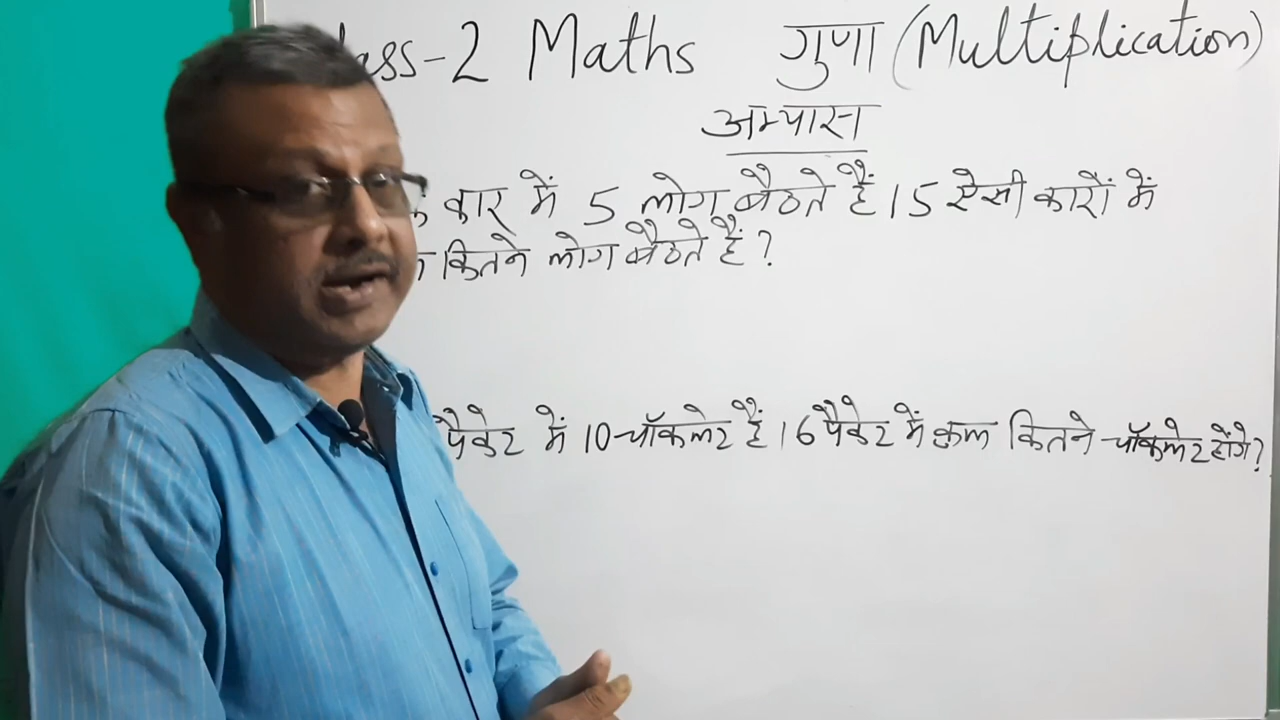 ass-2 Maths गुणा (Multiplication)
अभ्यास
कार में 5 लोग बैठते हैं। 5 ऐसी कारों में
कितने लोग बैठते हैं?
पैकेट में 10 चॉकलेट हैं। 6 पैकेट में कुल कितने चॉकलेट होंगे?